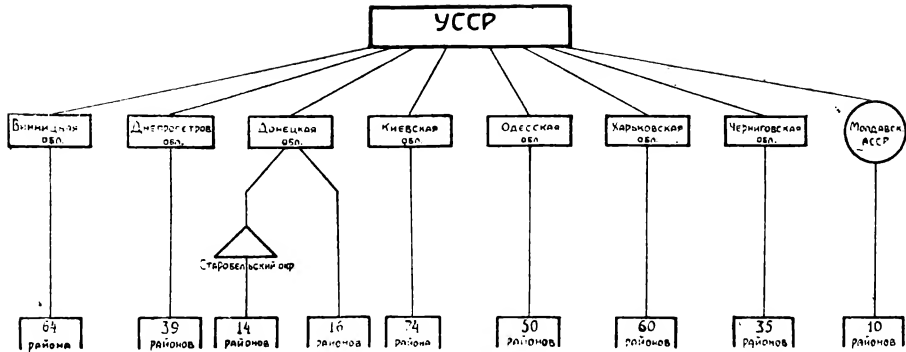 УССР
Винницкая
обл.
Днепропетров.
обл.
Донецкая
обл.
Киевская
обл.
Одесская
обл.
Харьковская
обл.
Черниговская
обл.
Молдавск.
АССР
Старобельский окр
64
района
39
районов
14
районов
16
районов
74
района
50
районов
60
районов
35
районов
10
районов